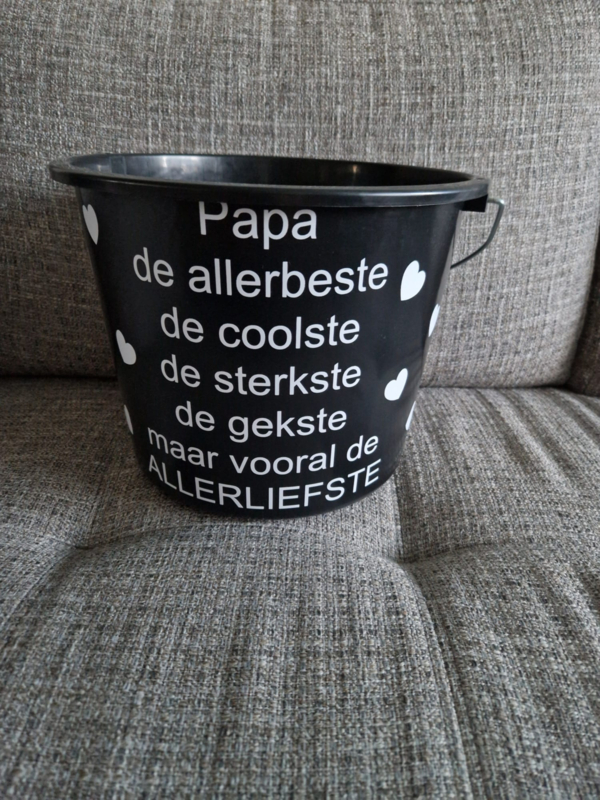 Papa
de allerbeste
de coolste
de sterkste
de gekste
maar vooral de
ALLERLIEFSTE